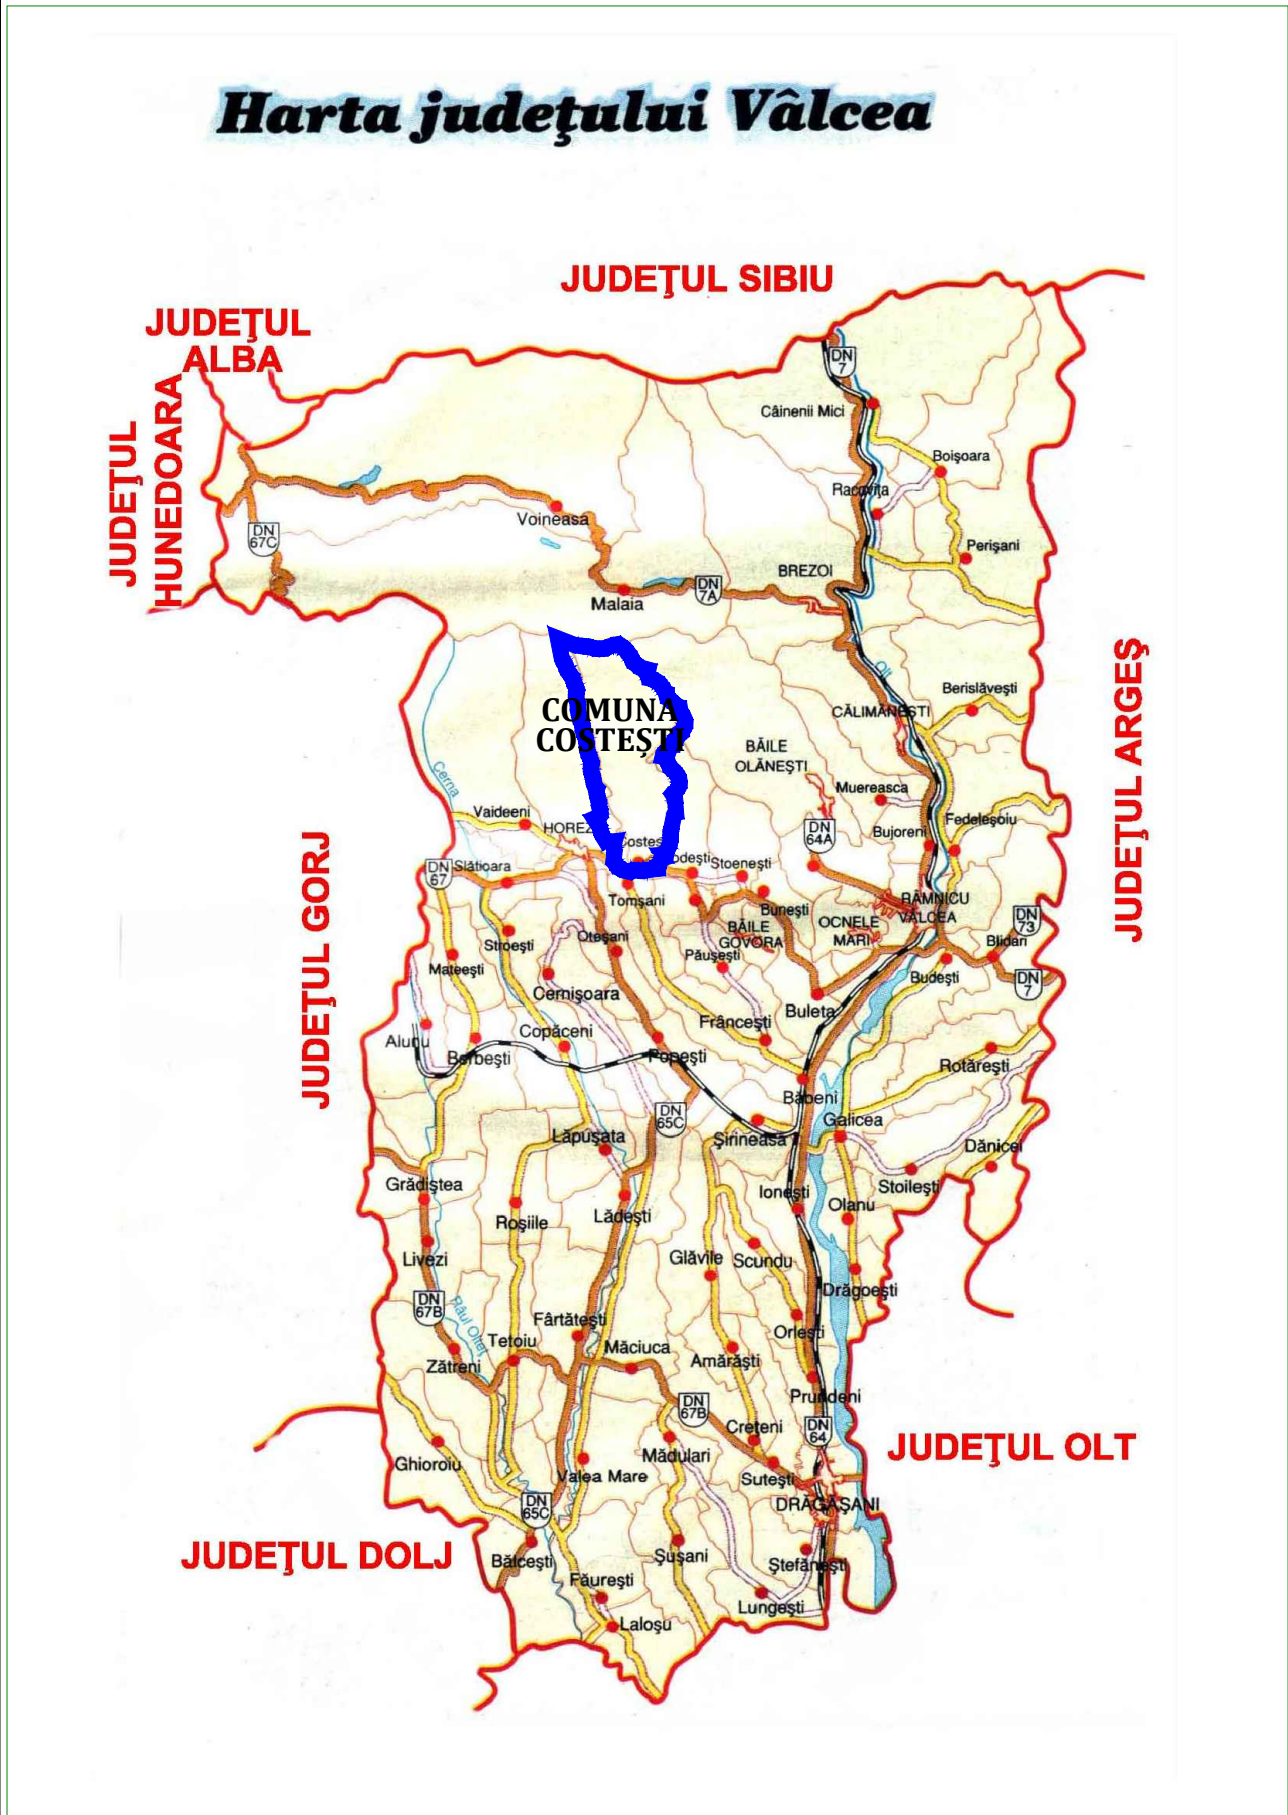 Harta judeţului Vâlcea
JUDEŢUL SIBIU
JUDEŢUL
ALBA
JUDEŢUL
HUNEDOARA
DN
7
Câinenii Mici
Boişoara
Racoviţa
Voineasa
DN
67C
Perişani
BREZOI
DN
7A
Malaia
JUDEŢUL ARGEŞ
Olt
Berislăveşti
COMUNA
COSTEŞTI
CĂLIMĂNEŞTI
BĂILE
OLĂNEŞTI
Cerna
Muereasca
Vaideeni
Fedeleşoiu
HOREZ
DN
64A
Bujoreni
JUDEŢUL GORJ
DN
67
Slătioara
Stoeneşti
Tomşani
RÂMNICU
VÂLCEA
Buneşti
OCNELE
MARI
DN
73
BĂILE
GOVORA
Oteşani
Stroeşti
Blidari
Păuşeşti
Mateeşti
Budeşti
DN
7
Cernişoara
Buleta
Frânceşti
Copăceni
Alunu
Berbeşti
Popeşti
Rotăreşti
Băbeni
DN
65C
Galicea
Lăpuşata
Şirineasa
Dănicei
Grădiştea
Stoileşti
Ioneşti
Olanu
Roşiile
Lădeşti
Livezi
Glăvile
Scundu
Drăgoeşti
DN
67B
Râul Olteţ
Fârtăţeşti
Orleşti
Tetoiu
Măciuca
Zătreni
Amărăşti
Prundeni
DN
67B
Creţeni
DN
64
JUDEŢUL OLT
Mădulari
Ghioroiu
Valea Mare
Suteşti
DRĂGĂŞANI
DN
65C
JUDEŢUL DOLJ
Bălceşti
Şuşani
Ştefăneşti
Făureşti
Lungeşti
Laloşu